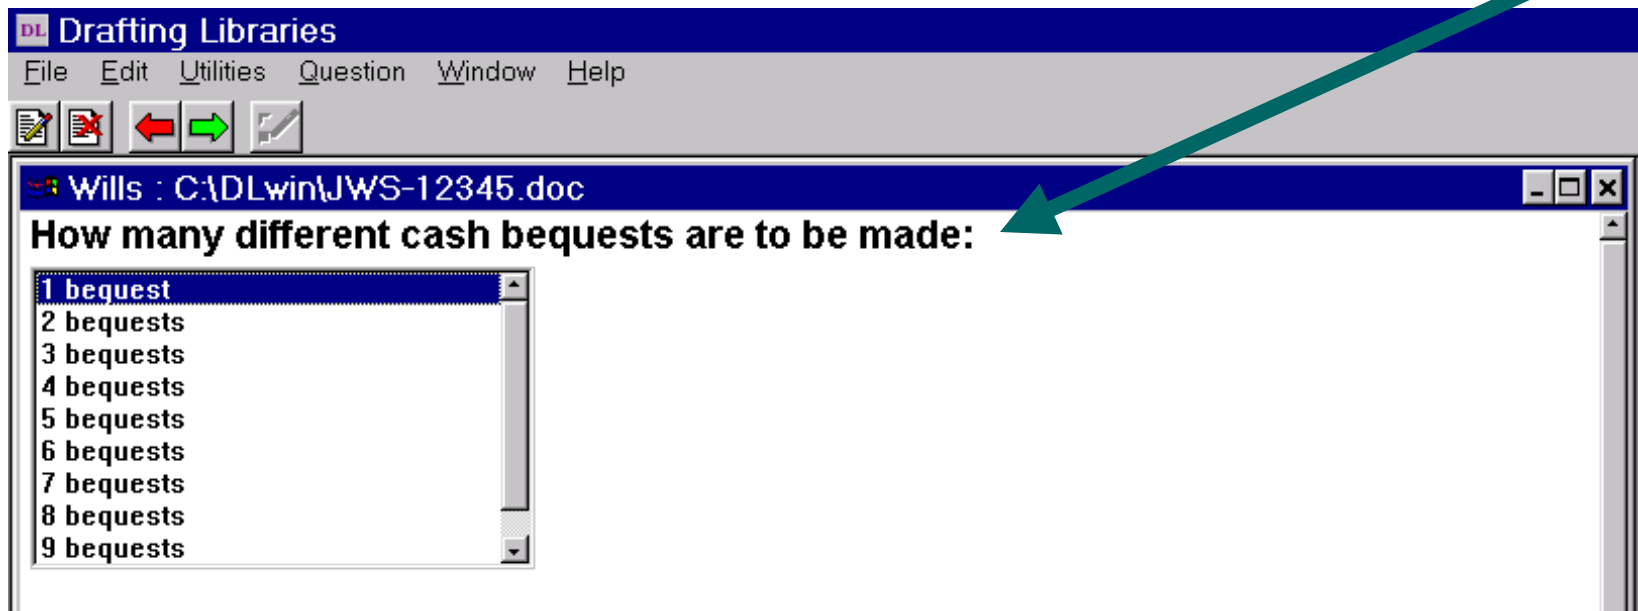 DL Drafting Libraries
File Edit Utilities Question Window Help
Wills : C:\DLwin\JWS-12345.doc
How many different cash bequests are to be made:
1 bequest
2 bequests
3 bequests
4 bequests
5 bequests
6 bequests
7 bequests
8 bequests
9 bequests